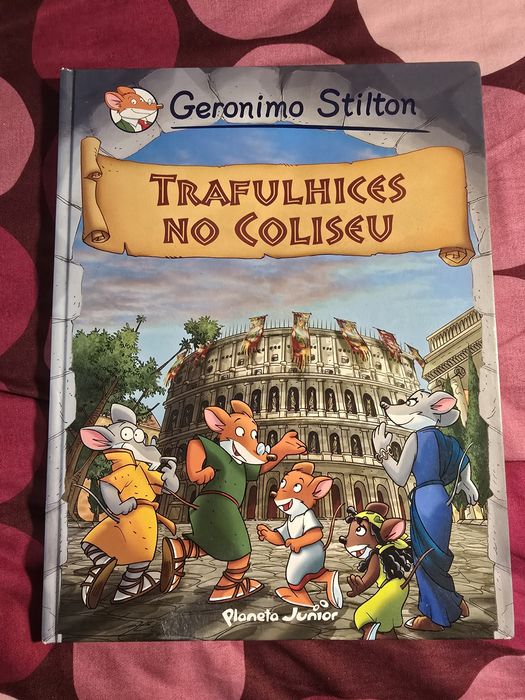 Geronimo Stilton
TRAFULHICES
NO COLISEU
Planeta Junior